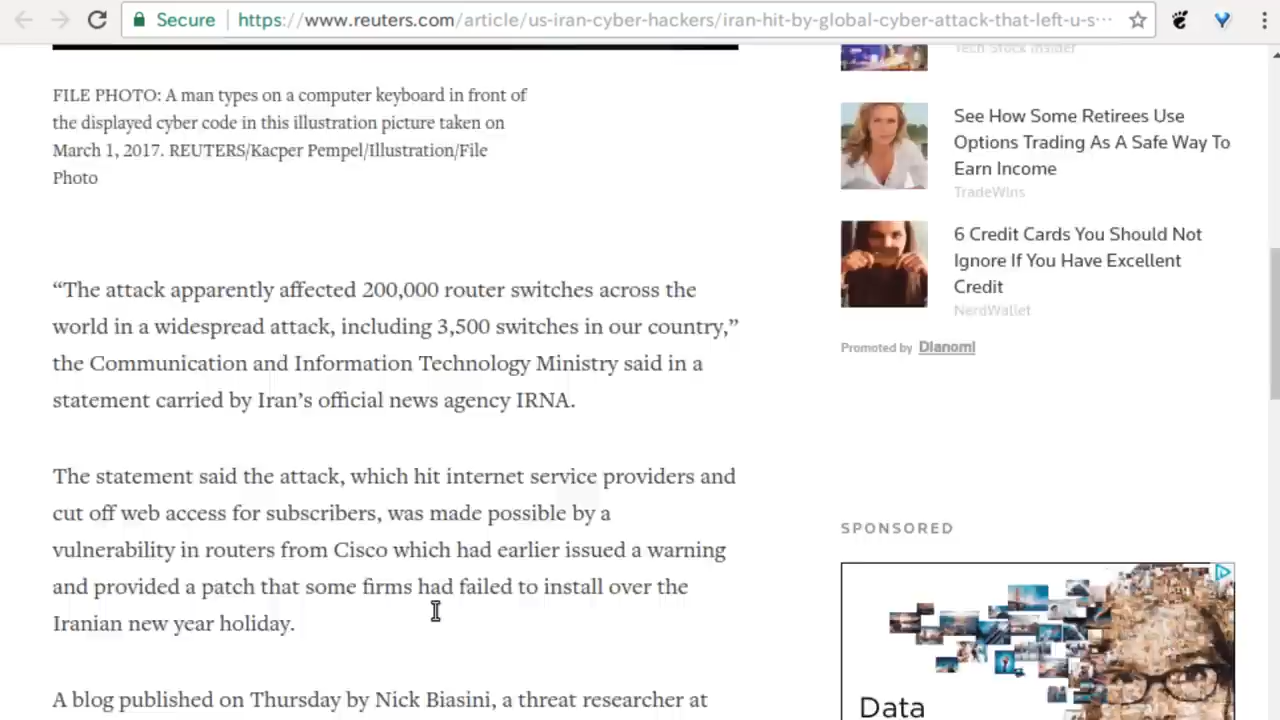 Secure
https://www.reuters.com/article/us-iran-cyber-hackers/iran-hit-by-global-cyber-attack-that-left-u-s···
FILE PHOTO: A man types on a computer keyboard in front of
the displayed cyber code in this illustration picture taken on
March 1, 2017. REUTERS/Kacper Pempel/Illustration/File
Photo
“The attack apparently affected 200,000 router switches across the
world in a widespread attack, including 3,500 switches in our country,”
the Communication and Information Technology Ministry said in a
statement carried by Iran’s official news agency IRNA.
The statement said the attack, which hit internet service providers and
cut off web access for subscribers, was made possible by a
vulnerability in routers from Cisco which had earlier issued a warning
and provided a patch that some firms had failed to install over the
Iranian new year holiday.
A blog published on Thursday by Nick Biasini, a threat researcher at
Tech Stock Insider
See How Some Retirees Use
Options Trading As A Safe Way To
Earn Income
TradeWins
6 Credit Cards You Should Not
Ignore If You Have Excellent
Credit
NerdWallet
Promoted by Dianomi
SPONSORED
Data